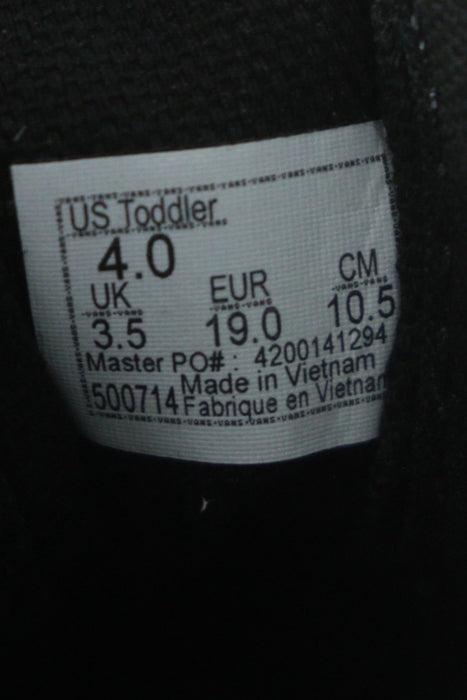 US Toddler
4.0
UK EUR CM
3.5 19.0 10.5
Master PO# : 4200141294
Made in Vietnam
500714 Fabrique en Vietnam